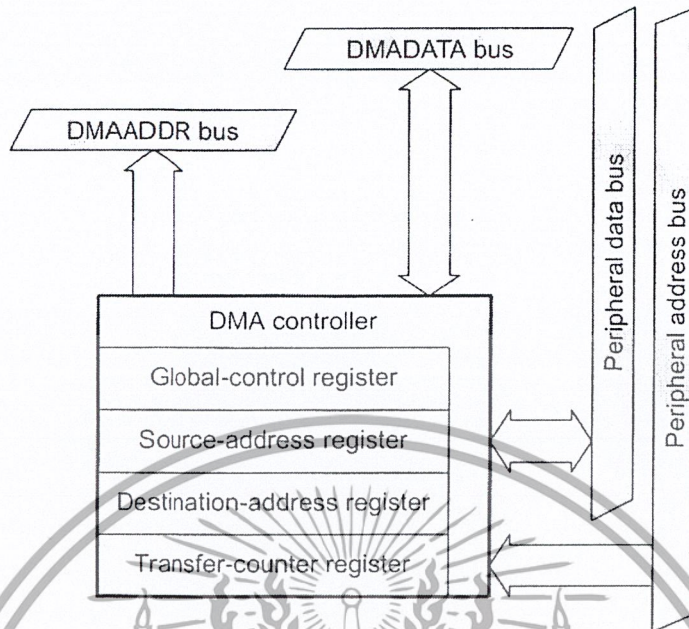 DMADATA bus
DMAADDR bus
Peripheral data bus
Peripheral address bus
DMA controller
Global-control register
Source-address register
Destination-address register
Transfer-counter register